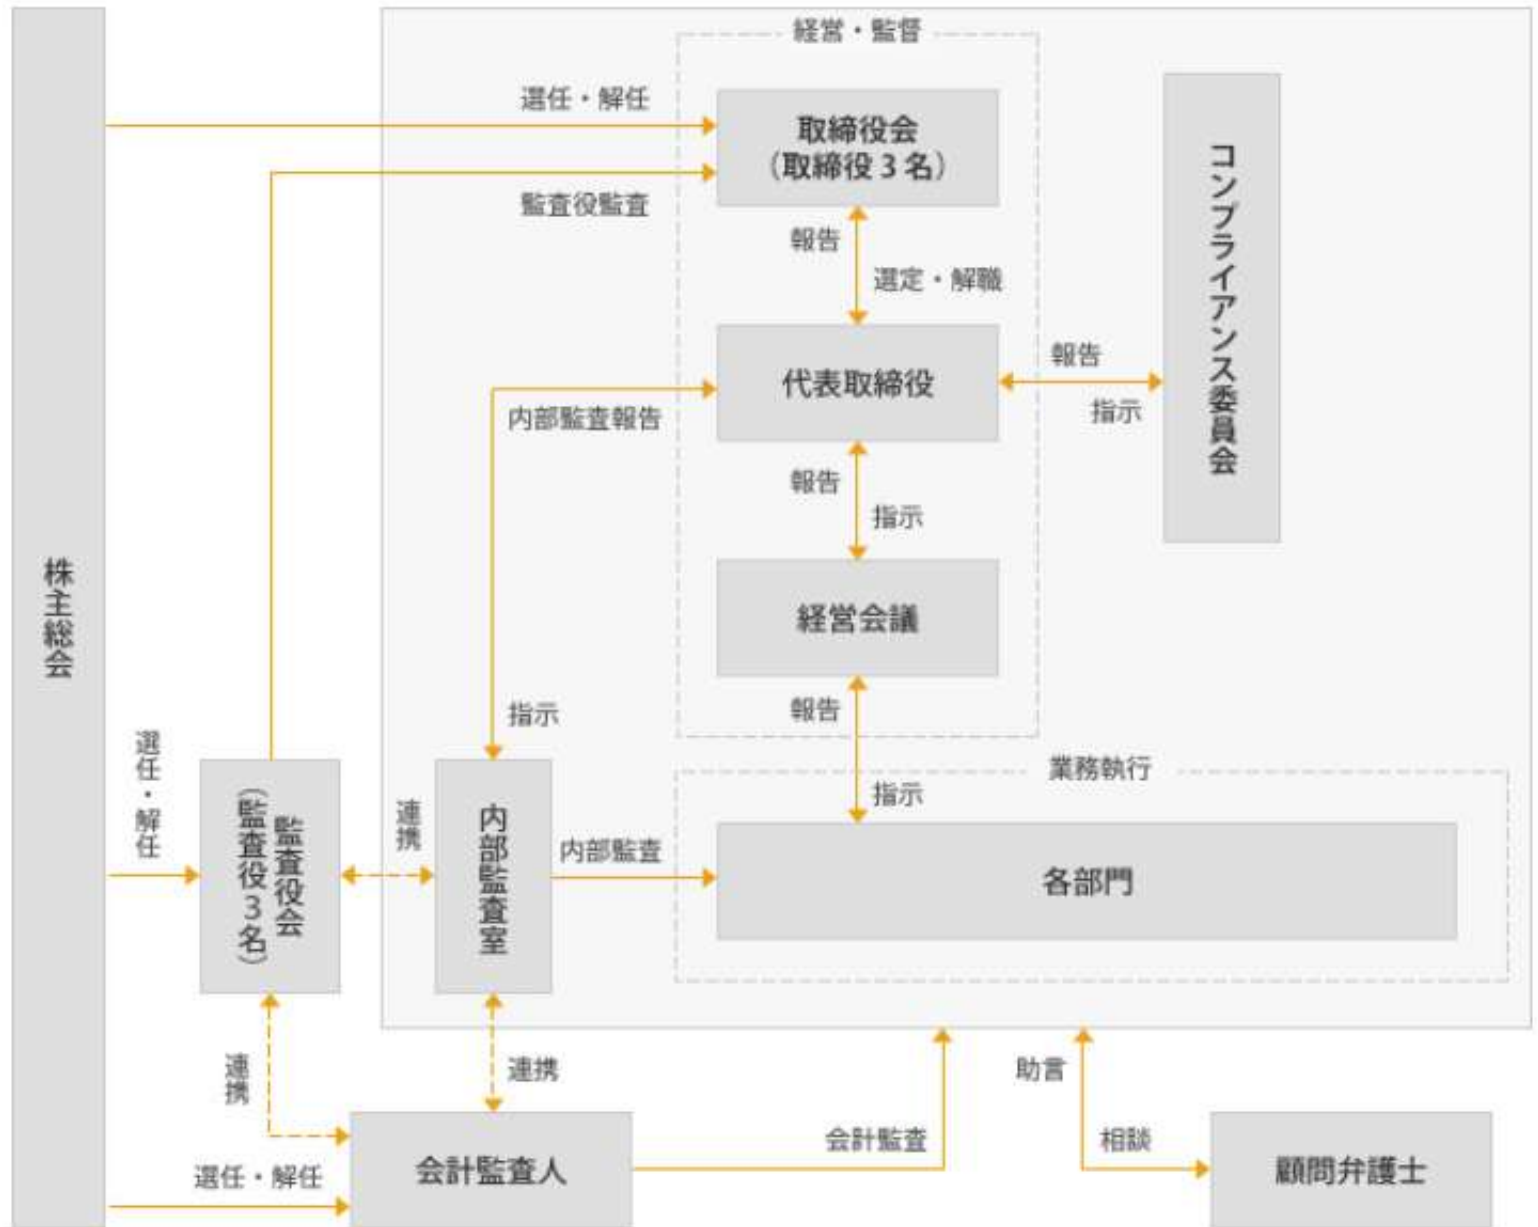 経営・監督
選任・解任
取締役会
（取締役３名）
監査役監査
コンプライアンス委員会
報告
選定・解職
代表取締役
報告
指示
内部監査報告
報告
指示
経営会議
株主総会
報告
指示
業務執行
指示
選任・解任
監査役会
（監査役３名）
連携
内部監査室
内部監査
各部門
連携
連携
助言
会計監査
相談
選任・解任
会計監査人
顧問弁護士